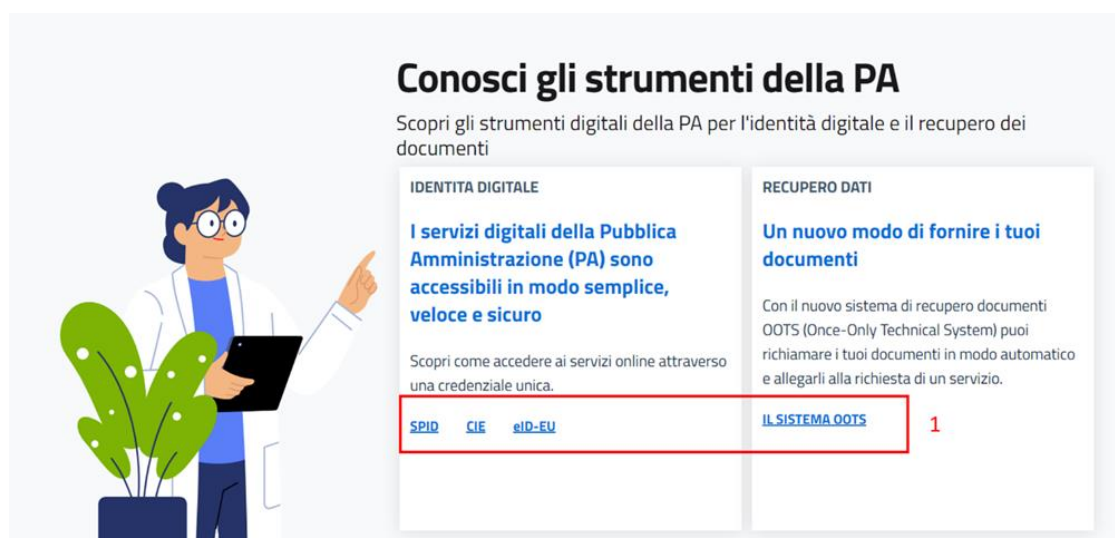 Conosci gli strumenti della PA
Scopri gli strumenti digitali della PA per l'identità digitale e il recupero dei
documenti
IDENTITA DIGITALE
I servizi digitali della Pubblica
Amministrazione (PA) sono
accessibili in modo semplice,
veloce e sicuro
Scopri come accedere ai servizi online attraverso
una credenziale unica.
SPID CIE eID-EU
RECUPERO DATI
Un nuovo modo di fornire i tuoi
documenti
Con il nuovo sistema di recupero documenti
OOTS (Once-Only Technical System) puoi
richiamare i tuoi documenti in modo automatico
e allegarli alla richiesta di un servizio.
IL SISTEMA OOTS
1